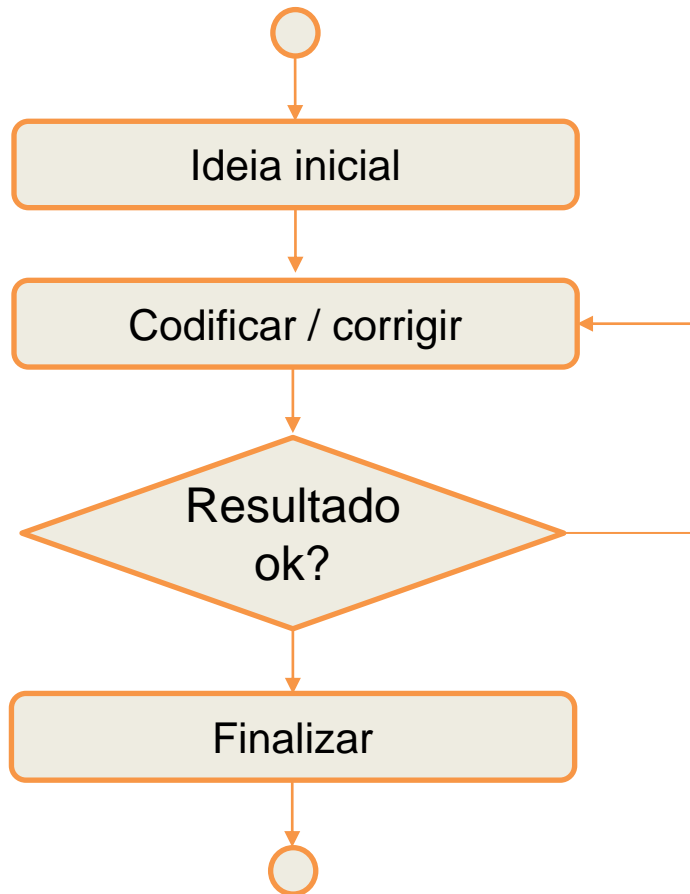 Ideia inicial
Codificar / corrigir
Resultado
ok?
Finalizar